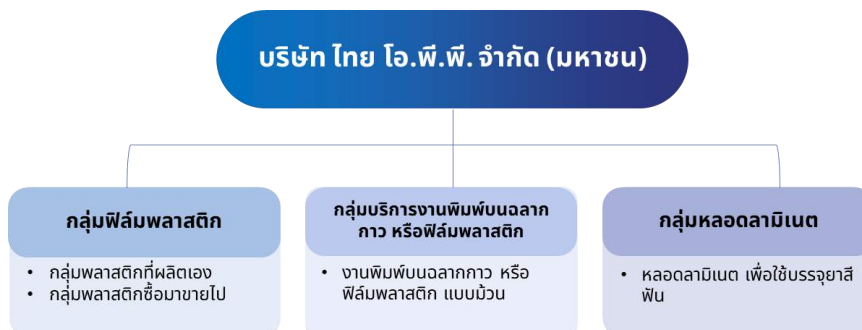 บริษัท ไทย โอ.พี.พี. จำกัด (มหาชน)
กลุ่มฟิล์มพลาสติก
• กลุ่มพลาสติกที่ผลิตเอง
• กลุ่มพลาสติกซื้อมาขายไป
กลุ่มบริการงานพิมพ์บนฉลาก
กาว หรือฟิล์มพลาสติก
• งานพิมพ์บนฉลากกาว หรือ
ฟิล์มพลาสติก แบบม้วน
กลุ่มหลอดลามิเนต
• หลอดลามิเนต เพื่อใช้บรรจุยาสี
ฟัน